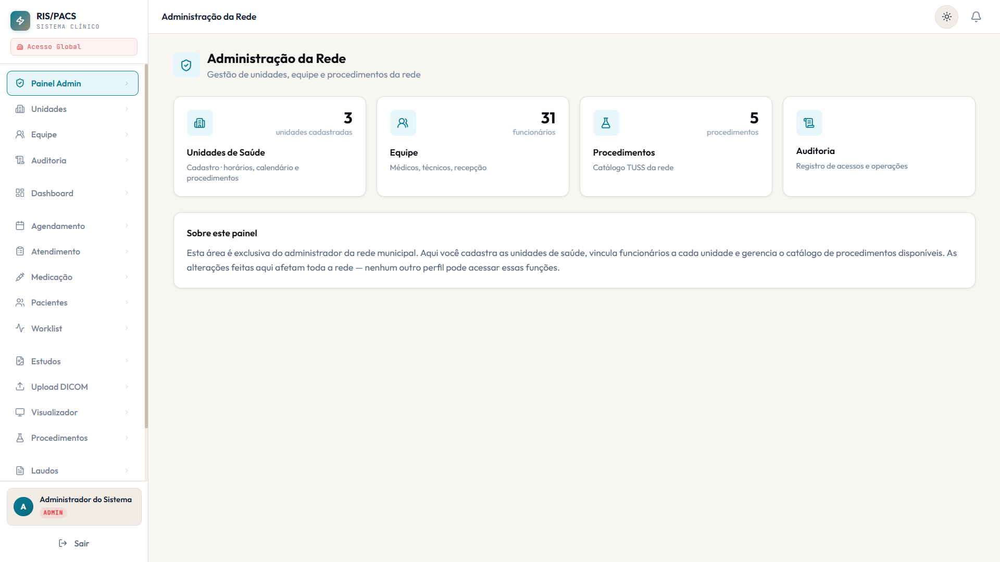 RIS/PACS
SISTEMA CLÍNICO
Acesso Global
Painel Admin
Unidades
Equipe
Auditoria
Dashboard
Agendamento
Atendimento
Medicação
Pacientes
Worklist
Estudos
Upload DICOM
Visualizador
Procedimentos
Laudos
A
Administrador do Sistema
ADMIN
Sair
Administração da Rede
Administração da Rede
Gestão de unidades, equipe e procedimentos da rede
3
unidades cadastradas
Unidades de Saúde
Cadastro · horários, calendário e
procedimentos
31
funcionários
Equipe
Médicos, técnicos, recepção
5
procedimentos
Procedimentos
Catálogo TUSS da rede
Auditoria
Registro de acessos e operações
Sobre este painel
Esta área é exclusiva do administrador da rede municipal. Aqui você cadastra as unidades de saúde, vincula funcionários a cada unidade e gerencia o catálogo de procedimentos disponíveis. As
alterações feitas aqui afetam toda a rede — nenhum outro perfil pode acessar essas funções.